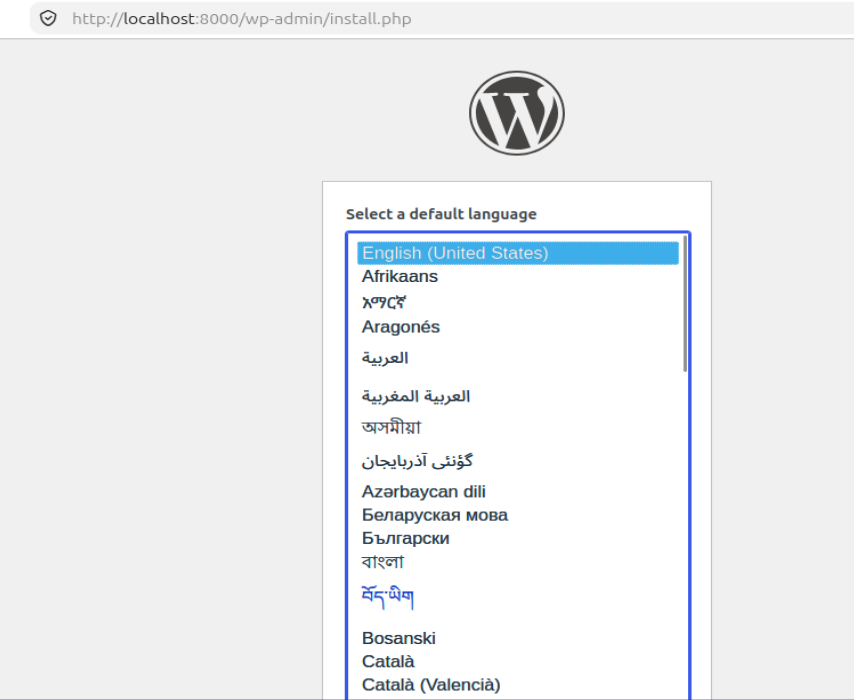 http://localhost:8000/wp-admin/install.php
Select a default language
English (United States)
Afrikaans
አማርኛ
Aragonés
العربية
العربية المغربية
অসমীয়া
گؤنئی آذربایجان
Azərbaycan dili
Беларуская мова
Български
বাংলা
བོད་ཡིག
Bosanski
Català
Català (Valencià)